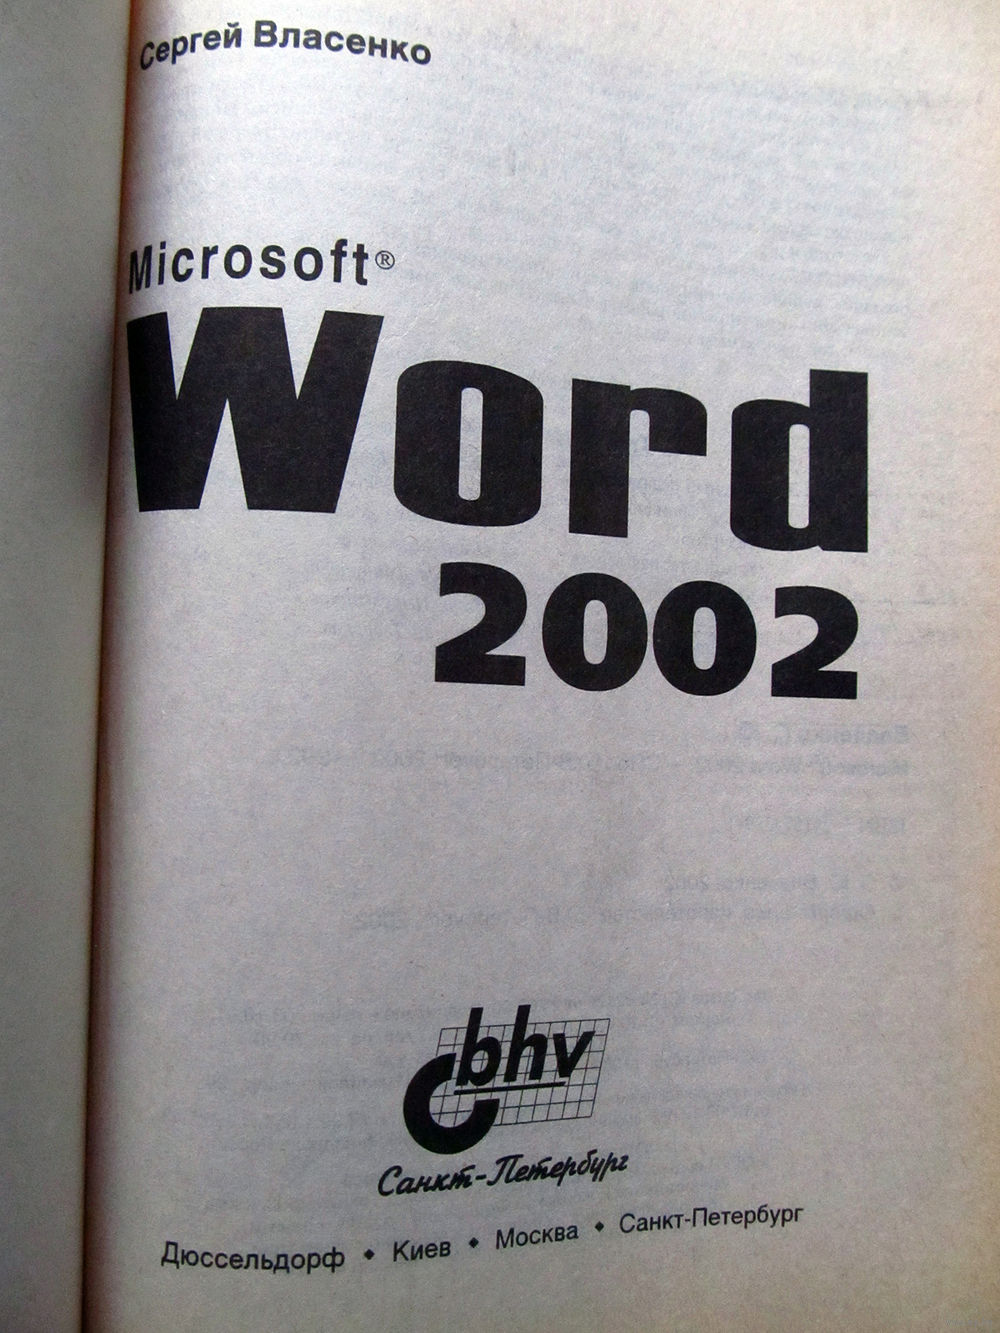 Сергей Власенко
Microsoft®
Word
2002
bhv
Санкт-Петербург
Дюссельдорф ◆ Киев ◆ Москва ◆ Санкт-Петербург